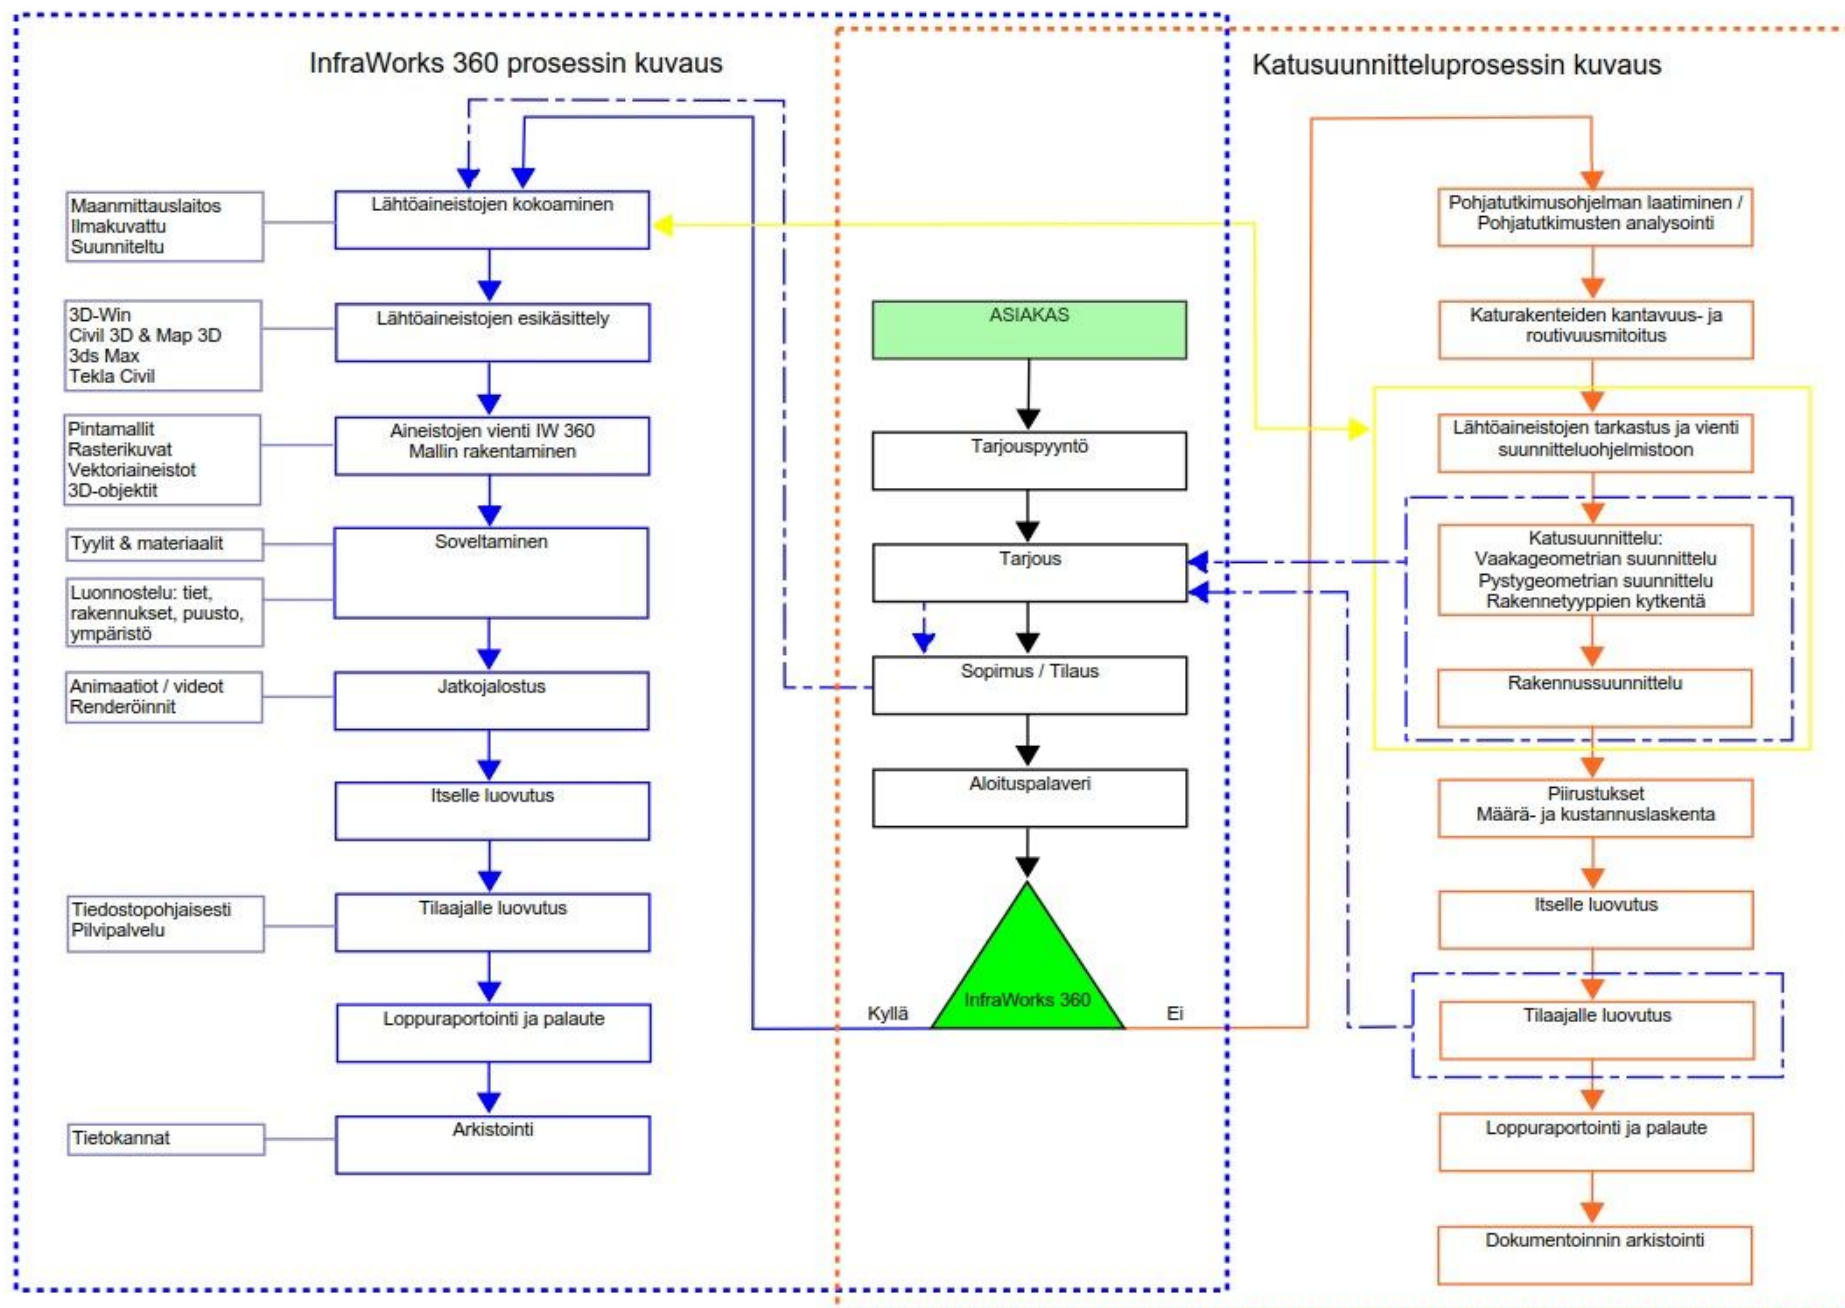 InfraWorks 360 prosessin kuvaus
Maanmittauslaitos
Ilmakuvattu
Suunniteltu
Lähtöaineistojen kokoaminen
3D-Win
Civil 3D & Map 3D
3ds Max
Tekla Civil
Lähtöaineistojen esikäsittely
Pintamallit
Rasterikuvat
Vektoriaineistot
3D-objektit
Aineistojen vienti IW 360
Mallin rakentaminen
Tyylit & materiaalit
Luonnostelu: tiet,
rakennukset, puusto,
ympäristö
Soveltaminen
Animaatiot / videot
Renderöinnit
Jatkojalostus
Itselle luovutus
Tiedostopohjaisesti
Pilvipalvelu
Tilaajalle luovutus
Loppuraportointi ja palaute
Tietokannat
Arkistointi
ASIAKAS
Tarjouspyyntö
Tarjous
Sopimus / Tilaus
Aloituspalaveri
InfraWorks 360
Kyllä
Ei
Katusuunnitteluprosessin kuvaus
Pohjatutkimusohjelman laatiminen /
Pohjatutkimusten analysointi
Katurakenteiden kantavuus- ja
routivuusmitoitus
Lähtöaineistojen tarkastus ja vienti
suunnitteluohjelmistoon
Katusuunnittelu:
Vaakageometrian suunnittelu
Pystygeometrian suunnittelu
Rakennetyyppien kytkentä
Rakennussuunnittelu
Piirustukset
Määrä- ja kustannuslaskenta
Itselle luovutus
Tilaajalle luovutus
Loppuraportointi ja palaute
Dokumentoinnin arkistointi